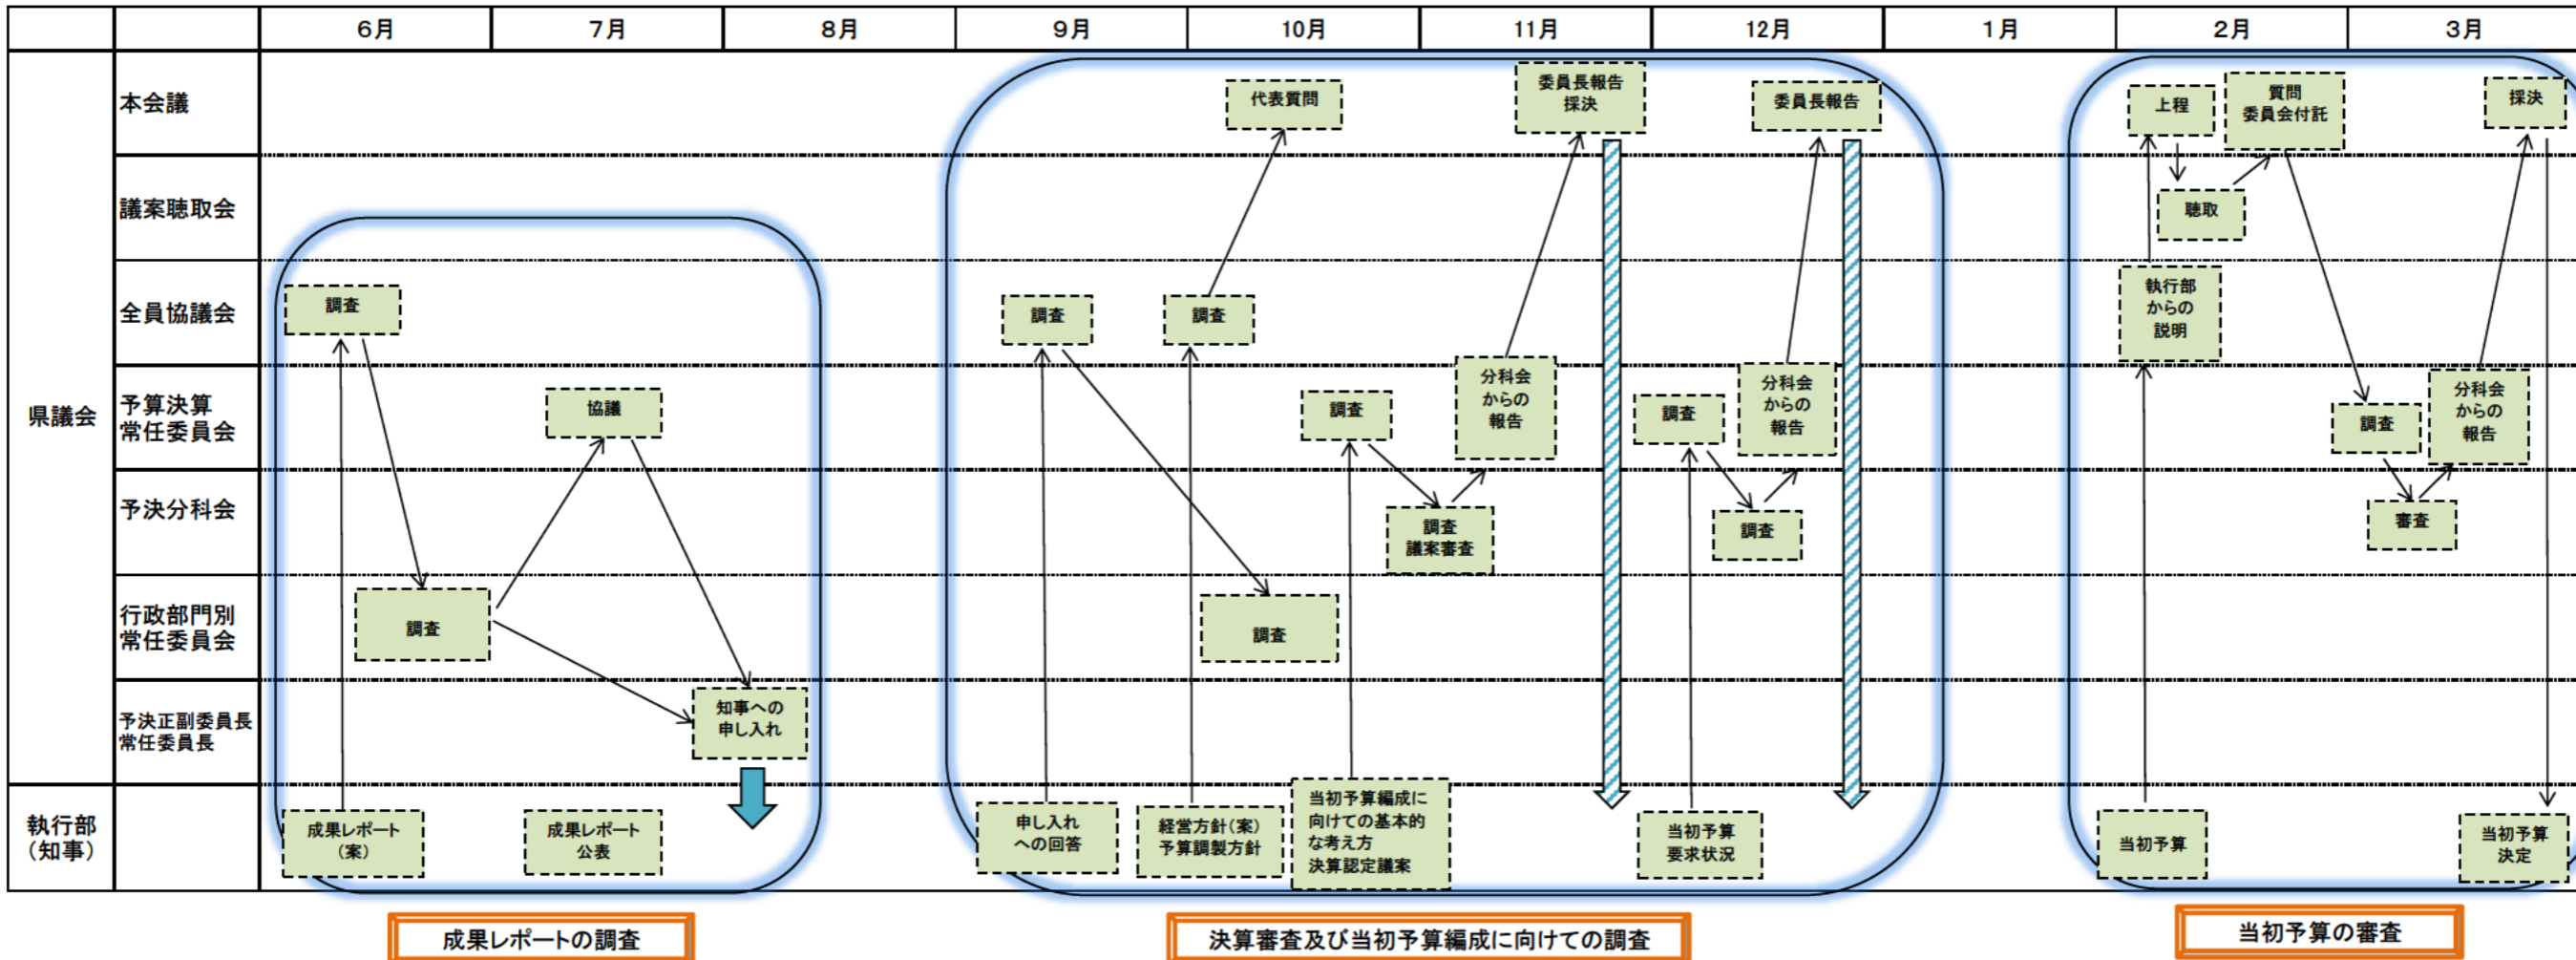 6月 7月 8月 9月 10月 11月 12月 1月 2月 3月
県議会
本会議
代表質問
委員長報告
採決
委員長報告
上程
質問
委員会付託
採決
議案聴取会
聴取
全員協議会
調査
調査
調査
執行部
からの
説明
予算決算
常任委員会
協議
調査
分科会
からの
報告
調査
分科会
からの
報告
調査
分科会
からの
報告
予決分科会
調査
議案審査
調査
審査
行政部門別
常任委員会
調査
調査
予決正副委員長
常任委員長
知事への
申し入れ
執行部
（知事）
成果レポート
（案）
成果レポート
公表
申し入れ
への回答
経営方針(案)
予算調製方針
当初予算編成に
向けての基本的
な考え方
決算認定議案
当初予算
要求状況
当初予算
当初予算
決定
成果レポートの調査
決算審査及び当初予算編成に向けての調査
当初予算の審査